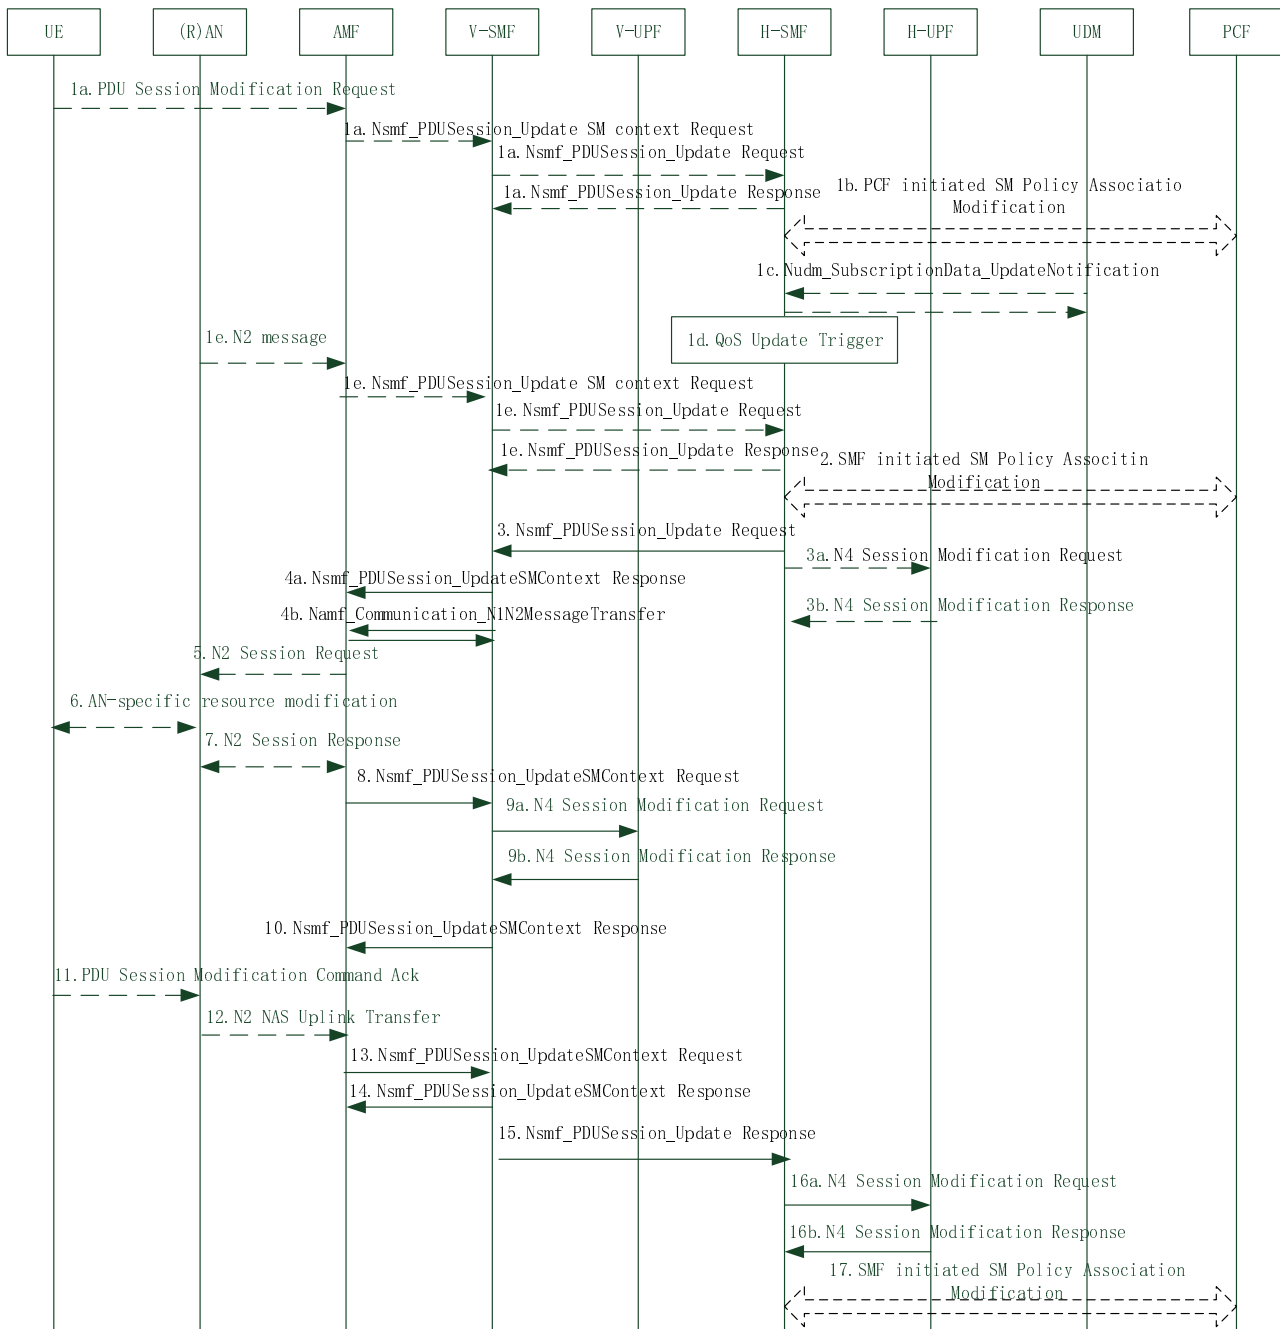 UE
(R)AN
AMF
V-SMF
V-UPF
H-SMF
H-UPF
UDM
PCF
1a.PDU Session Modification Request
1a.Nsmf_PDUSession_Update SM context Request
1a.Nsmf_PDUSession_Update Request
1a.Nsmf_PDUSession_Update Response
1b.PCF initiated SM Policy Associatio
Modification
1c.Nudm_SubscriptionData_UpdateNotification
1d.QoS Update Trigger
1e.N2 message
1e.Nsmf_PDUSession_Update SM context Request
1e.Nsmf_PDUSession_Update Request
1e.Nsmf_PDUSession_Update Response
2.SMF initiated SM Policy Associtin
Modification
3.Nsmf_PDUSession_Update Request
3a.N4 Session Modification Request
4a.Nsmf_PDUSession_UpdateSMContext Response
3b.N4 Session Modification Response
4b.Namf_Communication_N1N2MessageTransfer
5.N2 Session Request
6.AN-specific resource modification
7.N2 Session Response
8.Nsmf_PDUSession_UpdateSMContext Request
9a.N4 Session Modification Request
9b.N4 Session Modification Response
10.Nsmf_PDUSession_UpdateSMContext Response
11.PDU Session Modification Command Ack
12.N2 NAS Uplink Transfer
13.Nsmf_PDUSession_UpdateSMContext Request
14.Nsmf_PDUSession_UpdateSMContext Response
15.Nsmf_PDUSession_Update Response
16a.N4 Session Modification Request
16b.N4 Session Modification Response
17.SMF initiated SM Policy Association
Modification